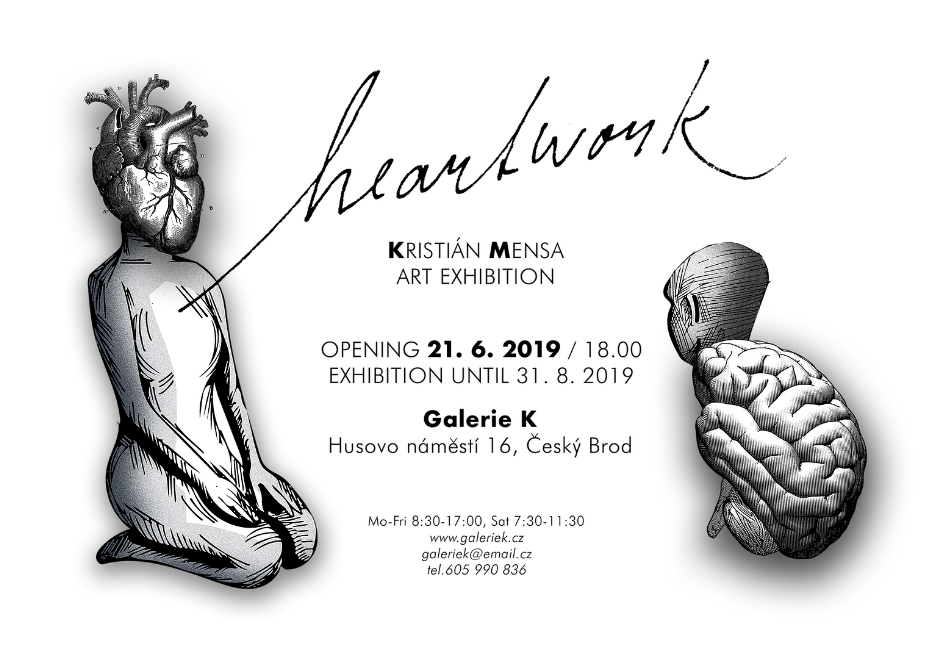 heartwork
KRISTIÁN MENSA
ART EXHIBITION
OPENING 21. 6. 2019 / 18.00
EXHIBITION UNTIL 31. 8. 2019
Galerie K
Husovo náměstí 16, Český Brod
Mo-Fri 8:30-17:00, Sat 7:30-11:30
www.galeriek.cz
galeriek@email.cz
tel.605 990 836